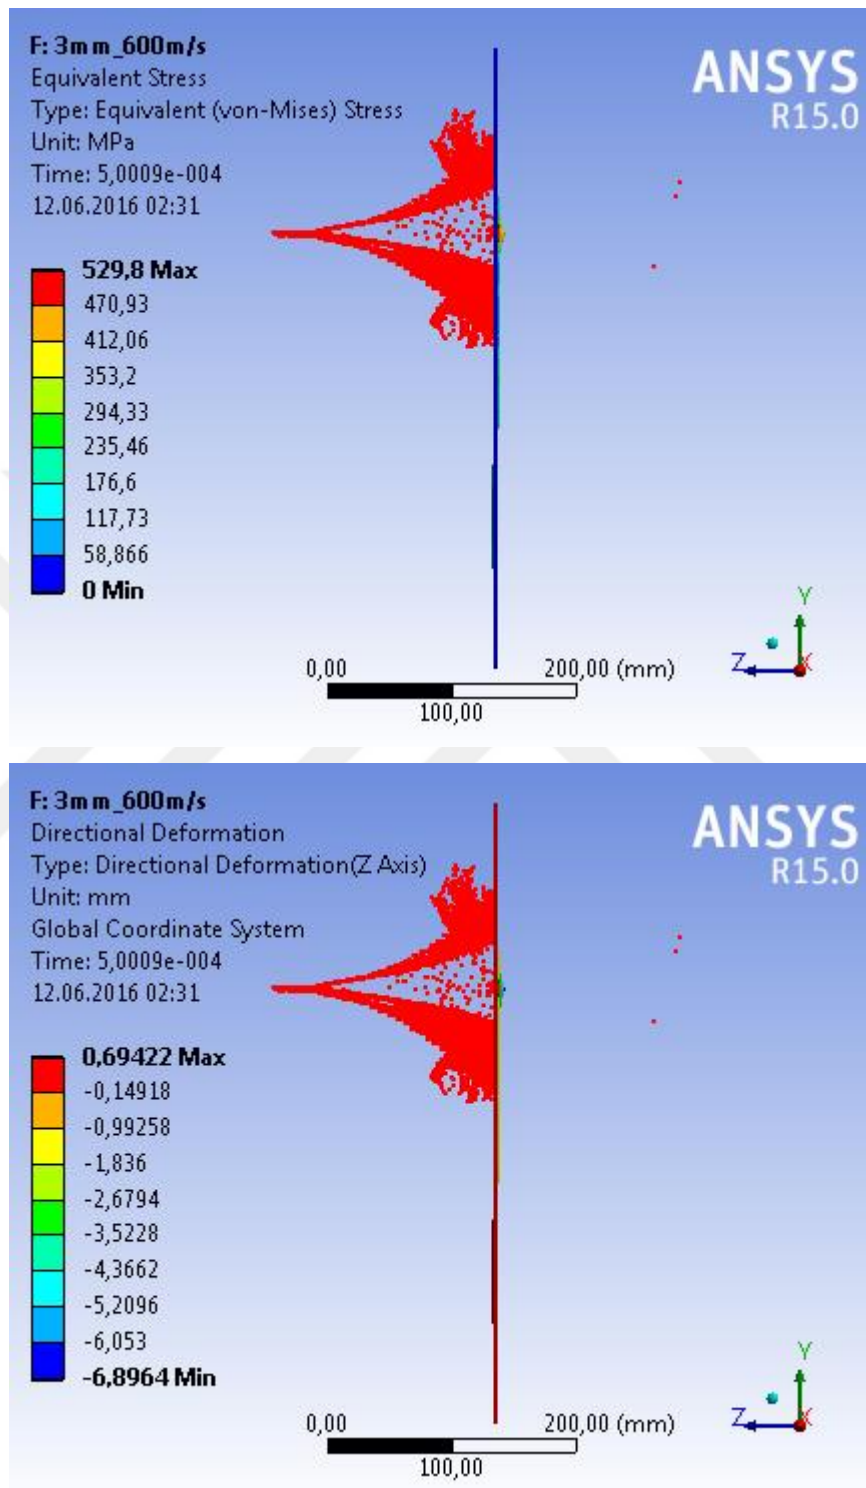 F: 3mm_600m/s
Equivalent Stress
Type: Equivalent (von-Mises) Stress
Unit: MPa
Time: 5,0009e-004
12.06.2016 02:31
ANSYS
R15.0
529,8 Max
470,93
412,06
353,2
294,33
235,46
176,6
117,73
58,866
0 Min
0,00
200,00 (mm)
100,00
Y
Z
X
F: 3mm_600m/s
Directional Deformation
Type: Directional Deformation(Z Axis)
Unit: mm
Global Coordinate System
Time: 5,0009e-004
12.06.2016 02:31
ANSYS
R15.0
0,69422 Max
-0,14918
-0,99258
-1,836
-2,6794
-3,5228
-4,3662
-5,2096
-6,053
-6,8964 Min
0,00
200,00 (mm)
100,00
Y
Z
X